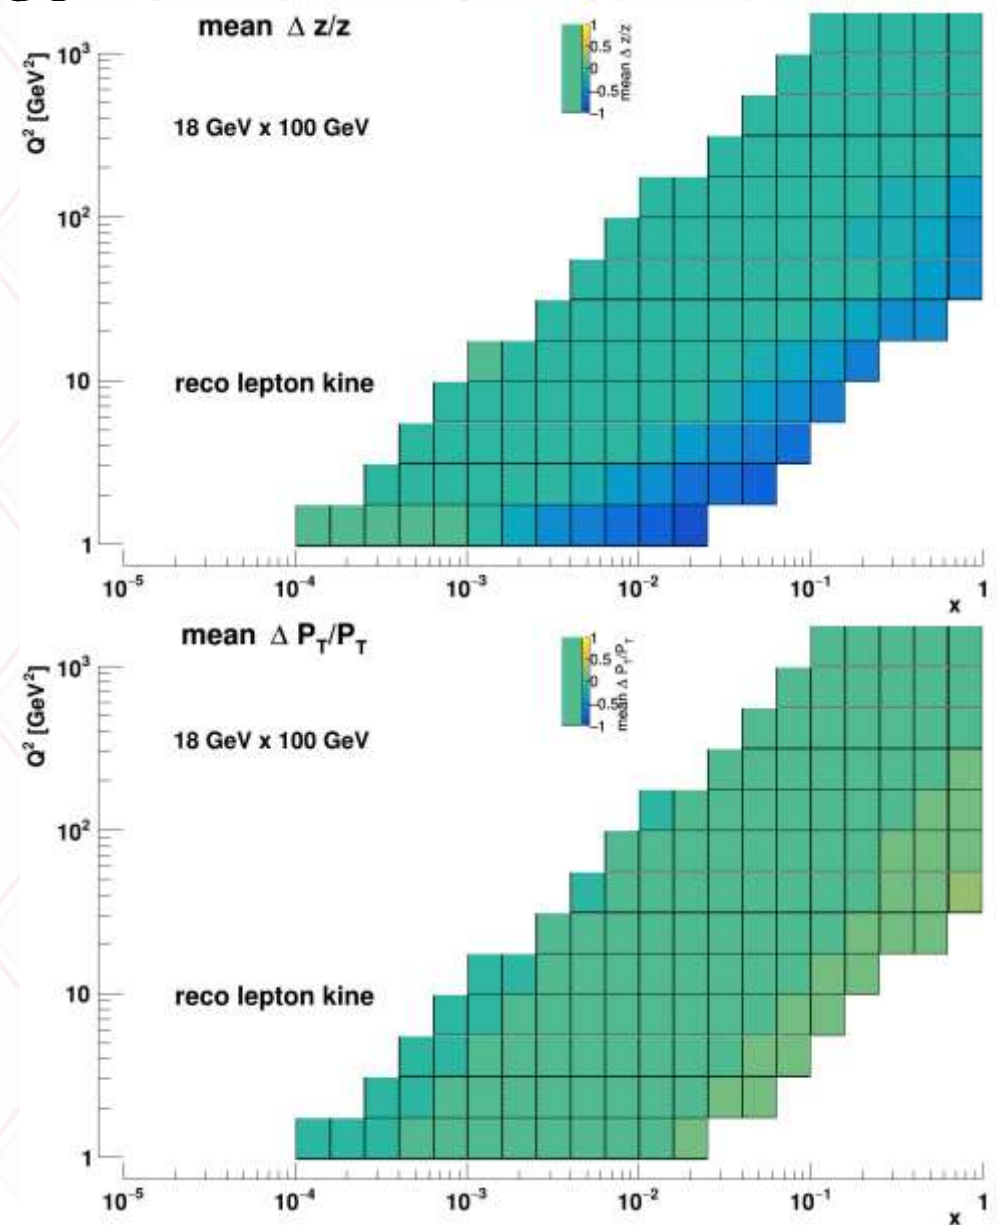 mean Δ z/z
1
0.5
0
−0.5
−1
mean Δ z/z
18 GeV x 100 GeV
reco lepton kine
Q² [GeV²]
10³
10²
10
1
10⁻⁵ 10⁻⁴ 10⁻³ 10⁻² 10⁻¹ 1
x
mean Δ P_T/P_T
1
0.5
0
−0.5
−1
mean Δ P_T/P_T
18 GeV x 100 GeV
reco lepton kine
Q² [GeV²]
10³
10²
10
1
10⁻⁵ 10⁻⁴ 10⁻³ 10⁻² 10⁻¹ 1
x